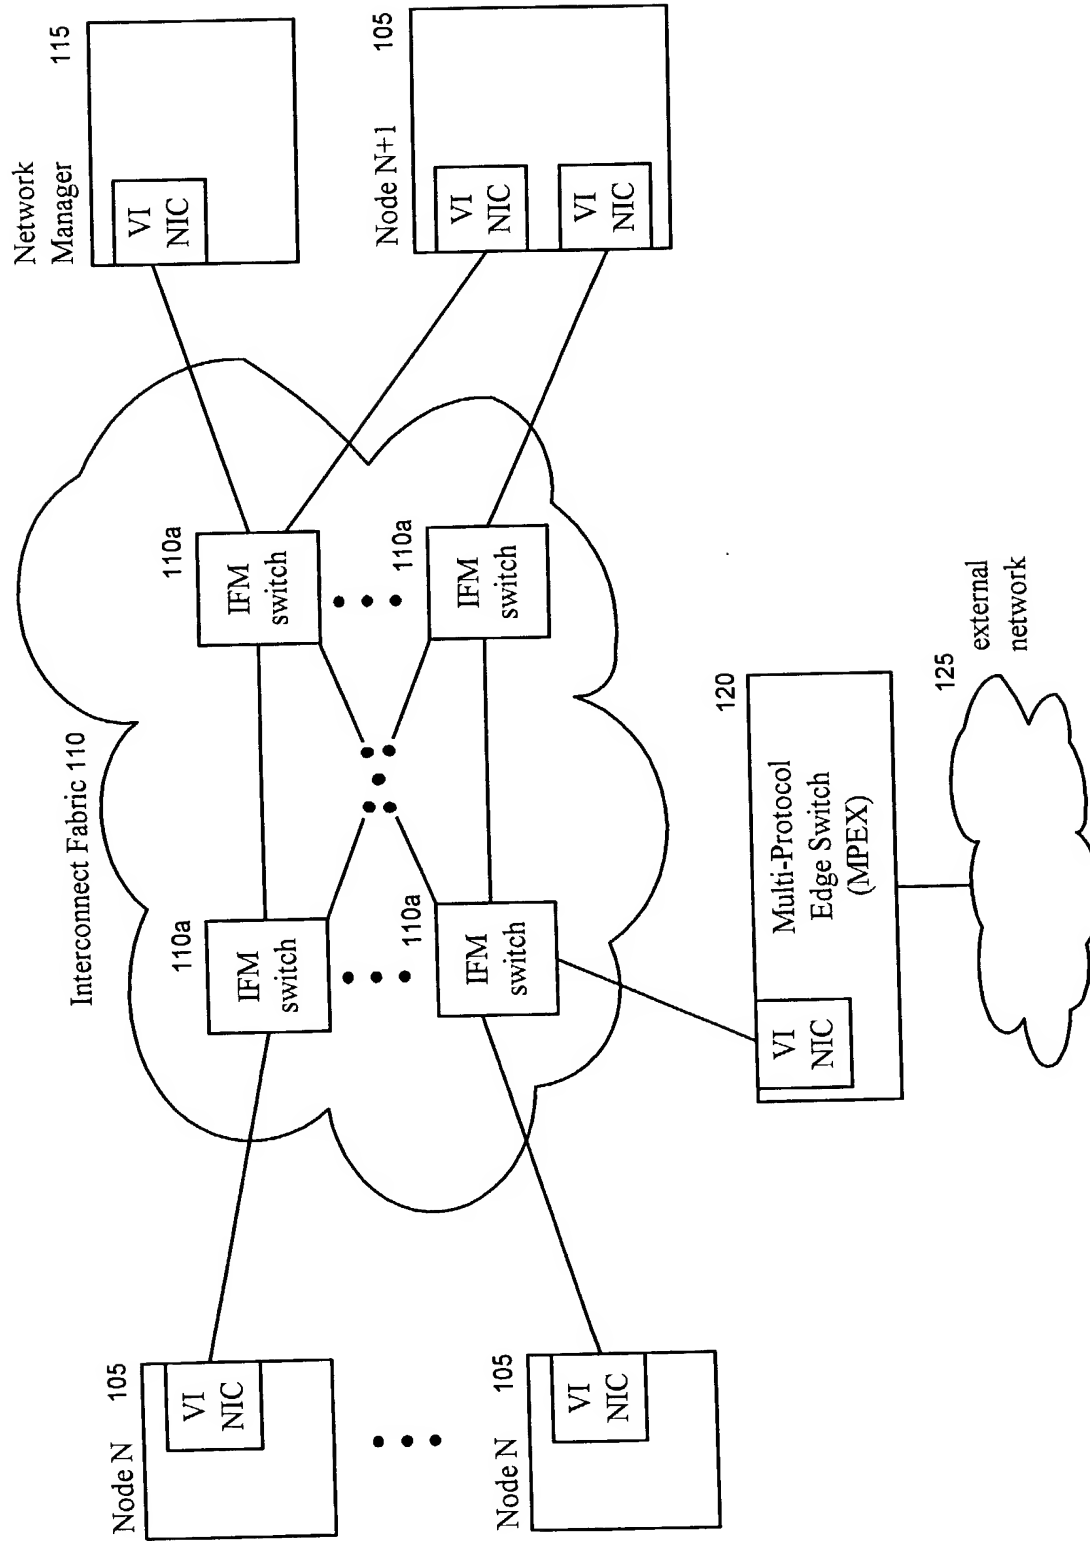 Network
Manager
115
VI
NIC
Node N+1
105
VI
NIC
VI
NIC
Interconnect Fabric 110
110a
IFM
switch
110a
IFM
switch
110a
IFM
switch
110a
IFM
switch
Node N
105
VI
NIC
Node N
105
VI
NIC
120
Multi-Protocol
Edge Switch
(MPEX)
VI
NIC
125
external
network